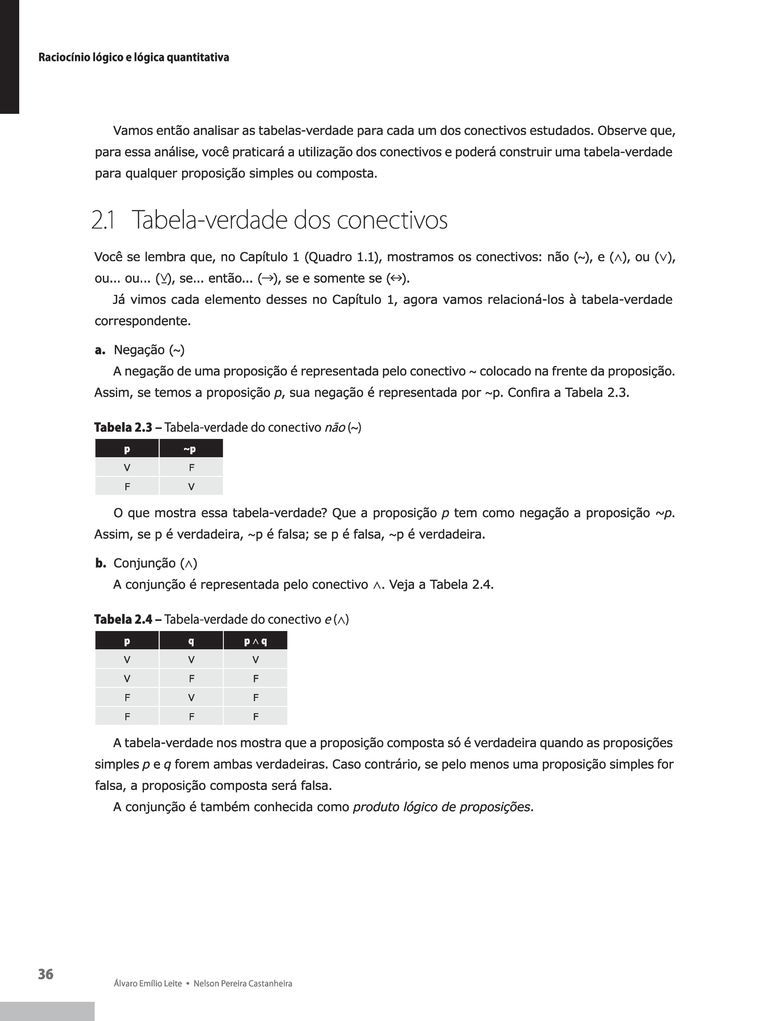 Raciocínio lógico e lógica quantitativa
Vamos então analisar as tabelas-verdade para cada um dos conectivos estudados. Observe que,
para essa análise, você praticará a utilização dos conectivos e poderá construir uma tabela-verdade
para qualquer proposição simples ou composta.
2.1 Tabela-verdade dos conectivos
Você se lembra que, no Capítulo 1 (Quadro 1.1), mostramos os conectivos: não (~), e (∧), ou (∨),
ou... ou... (⊻), se... então... (→), se e somente se (↔).
Já vimos cada elemento desses no Capítulo 1, agora vamos relacioná-los à tabela-verdade
correspondente.
a. Negação (~)
A negação de uma proposição é representada pelo conectivo ~ colocado na frente da proposição.
Assim, se temos a proposição p, sua negação é representada por ~p. Confira a Tabela 2.3.
Tabela 2.3 – Tabela-verdade do conectivo não (~)
p ~p
V F
F V
O que mostra essa tabela-verdade? Que a proposição p tem como negação a proposição ~p.
Assim, se p é verdadeira, ~p é falsa; se p é falsa, ~p é verdadeira.
b. Conjunção (∧)
A conjunção é representada pelo conectivo ∧. Veja a Tabela 2.4.
Tabela 2.4 – Tabela-verdade do conectivo e (∧)
p q p ∧ q
V V V
V F F
F V F
F F F
A tabela-verdade nos mostra que a proposição composta só é verdadeira quando as proposições
simples p e q forem ambas verdadeiras. Caso contrário, se pelo menos uma proposição simples for
falsa, a proposição composta será falsa.
A conjunção é também conhecida como produto lógico de proposições.
36
Álvaro Emílio Leite • Nelson Pereira Castanheira